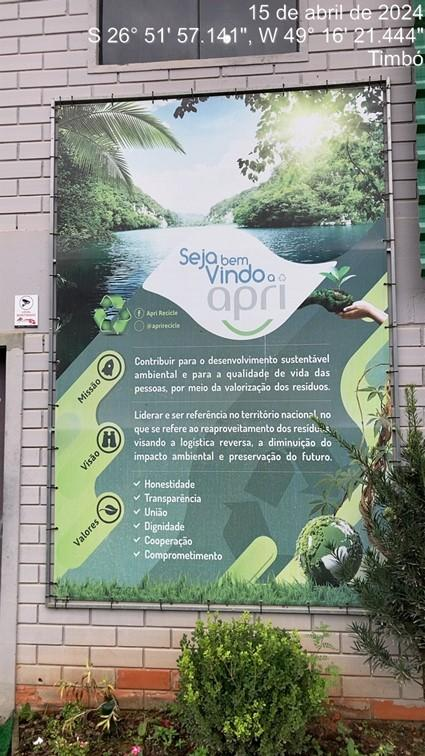 15 de abril de 2024
S 26° 51' 57.141", W 49° 16' 21.444"
Timbó
Seja bem
Vindo a
apri
Apri Recicle
@aprirecicle
Missão
Contribuir para o desenvolvimento sustentável
ambiental e para a qualidade de vida das
pessoas, por meio da valorização dos resíduos.
Visão
Liderar e ser referência no território nacional, no
que se refere ao reaproveitamento dos resíduos,
visando a logística reversa, a diminuição do
impacto ambiental e preservação do futuro.
Valores
✓ Honestidade
✓ Transparência
✓ União
✓ Dignidade
✓ Cooperação
✓ Comprometimento